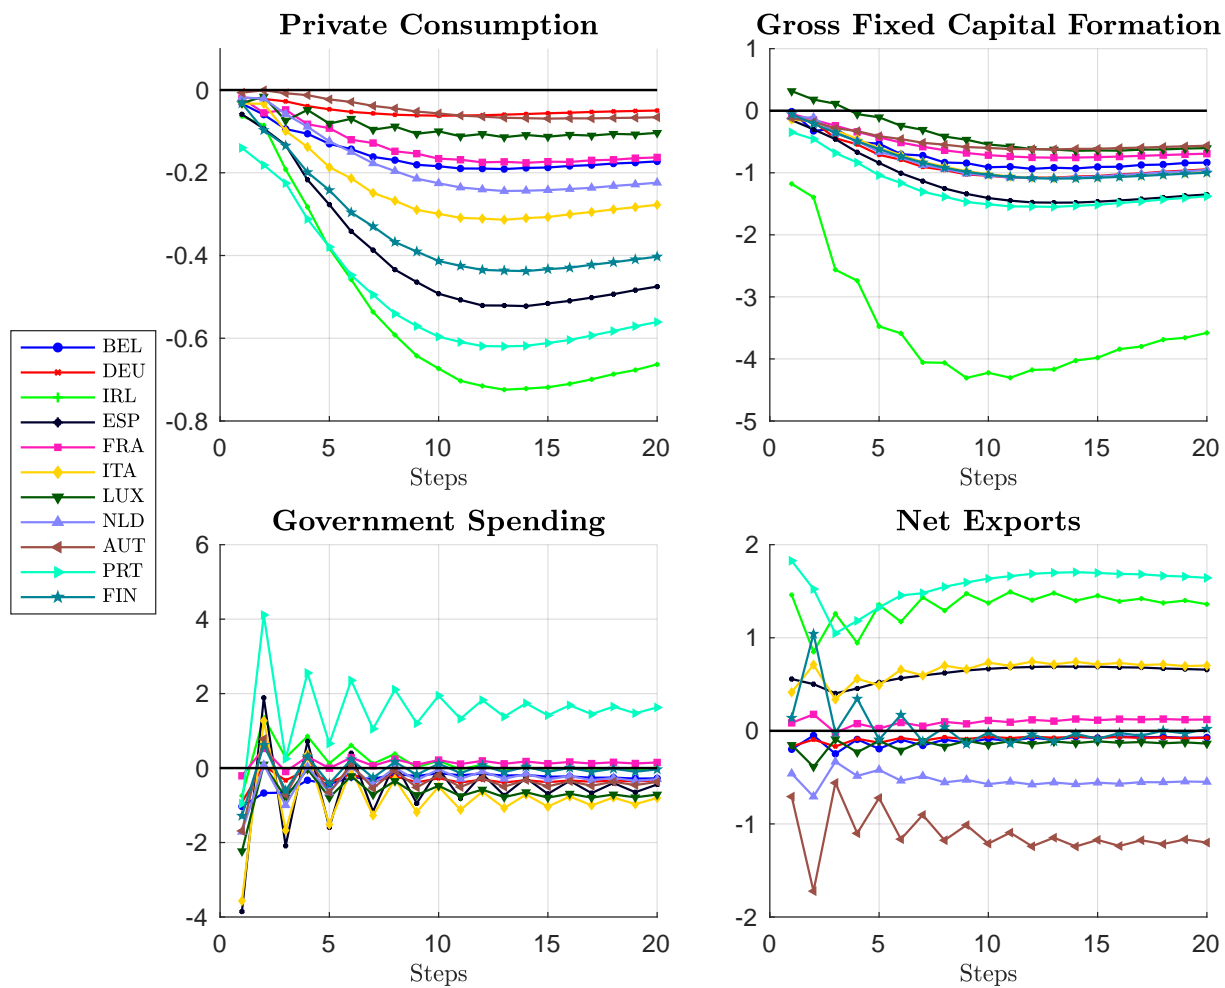 Private Consumption
0
-0.2
-0.4
-0.6
-0.8
0 5 10 15 20
Steps
Gross Fixed Capital Formation
1
0
-1
-2
-3
-4
-5
0 5 10 15 20
Steps
BEL
DEU
IRL
ESP
FRA
ITA
LUX
NLD
AUT
PRT
FIN
Government Spending
6
4
2
0
-2
-4
0 5 10 15 20
Steps
Net Exports
2
1
0
-1
-2
0 5 10 15 20
Steps